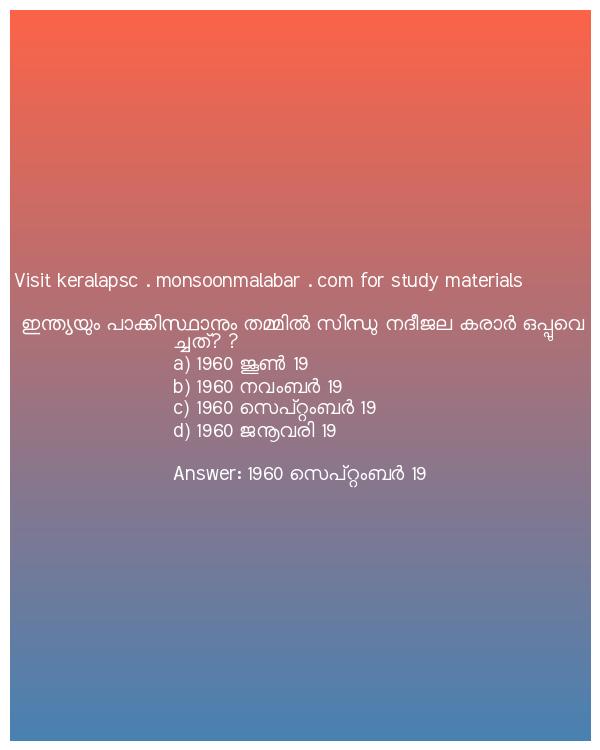 Visit keralapsc . monsoonmalabar . com for study materials
ഇന്ത്യയും പാക്കിസ്ഥാനും തമ്മിൽ സിന്ധു നദീജല കരാർ ഒപ്പുവെ
ച്ചത്? ?
a) 1960 ജൂൺ 19
b) 1960 നവംബർ 19
c) 1960 സെപ്റ്റംബർ 19
d) 1960 ജനുവരി 19
Answer: 1960 സെപ്റ്റംബർ 19